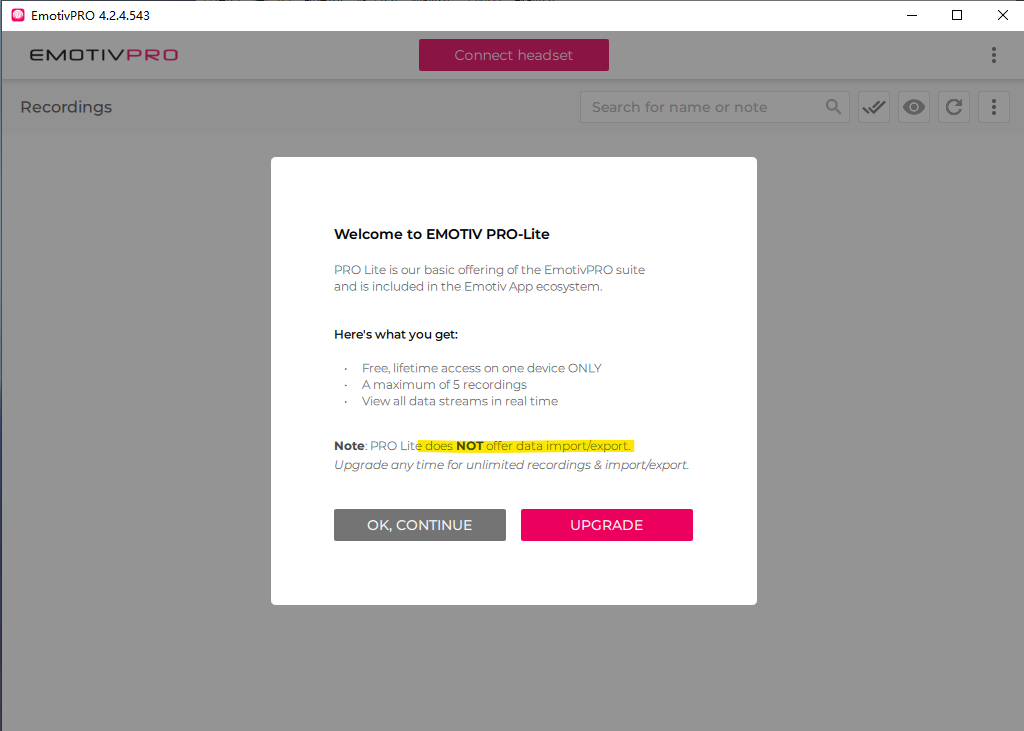 EmotivPRO 4.2.4.543
EMOTIVPRO
Connect headset
Recordings
Search for name or note
Welcome to EMOTIV PRO-Lite
PRO Lite is our basic offering of the EmotivPRO suite
and is included in the Emotiv App ecosystem.
Here's what you get:
· Free, lifetime access on one device ONLY
· A maximum of 5 recordings
· View all data streams in real time
Note: PRO Lite does NOT offer data import/export.
Upgrade any time for unlimited recordings & import/export.
OK, CONTINUE
UPGRADE